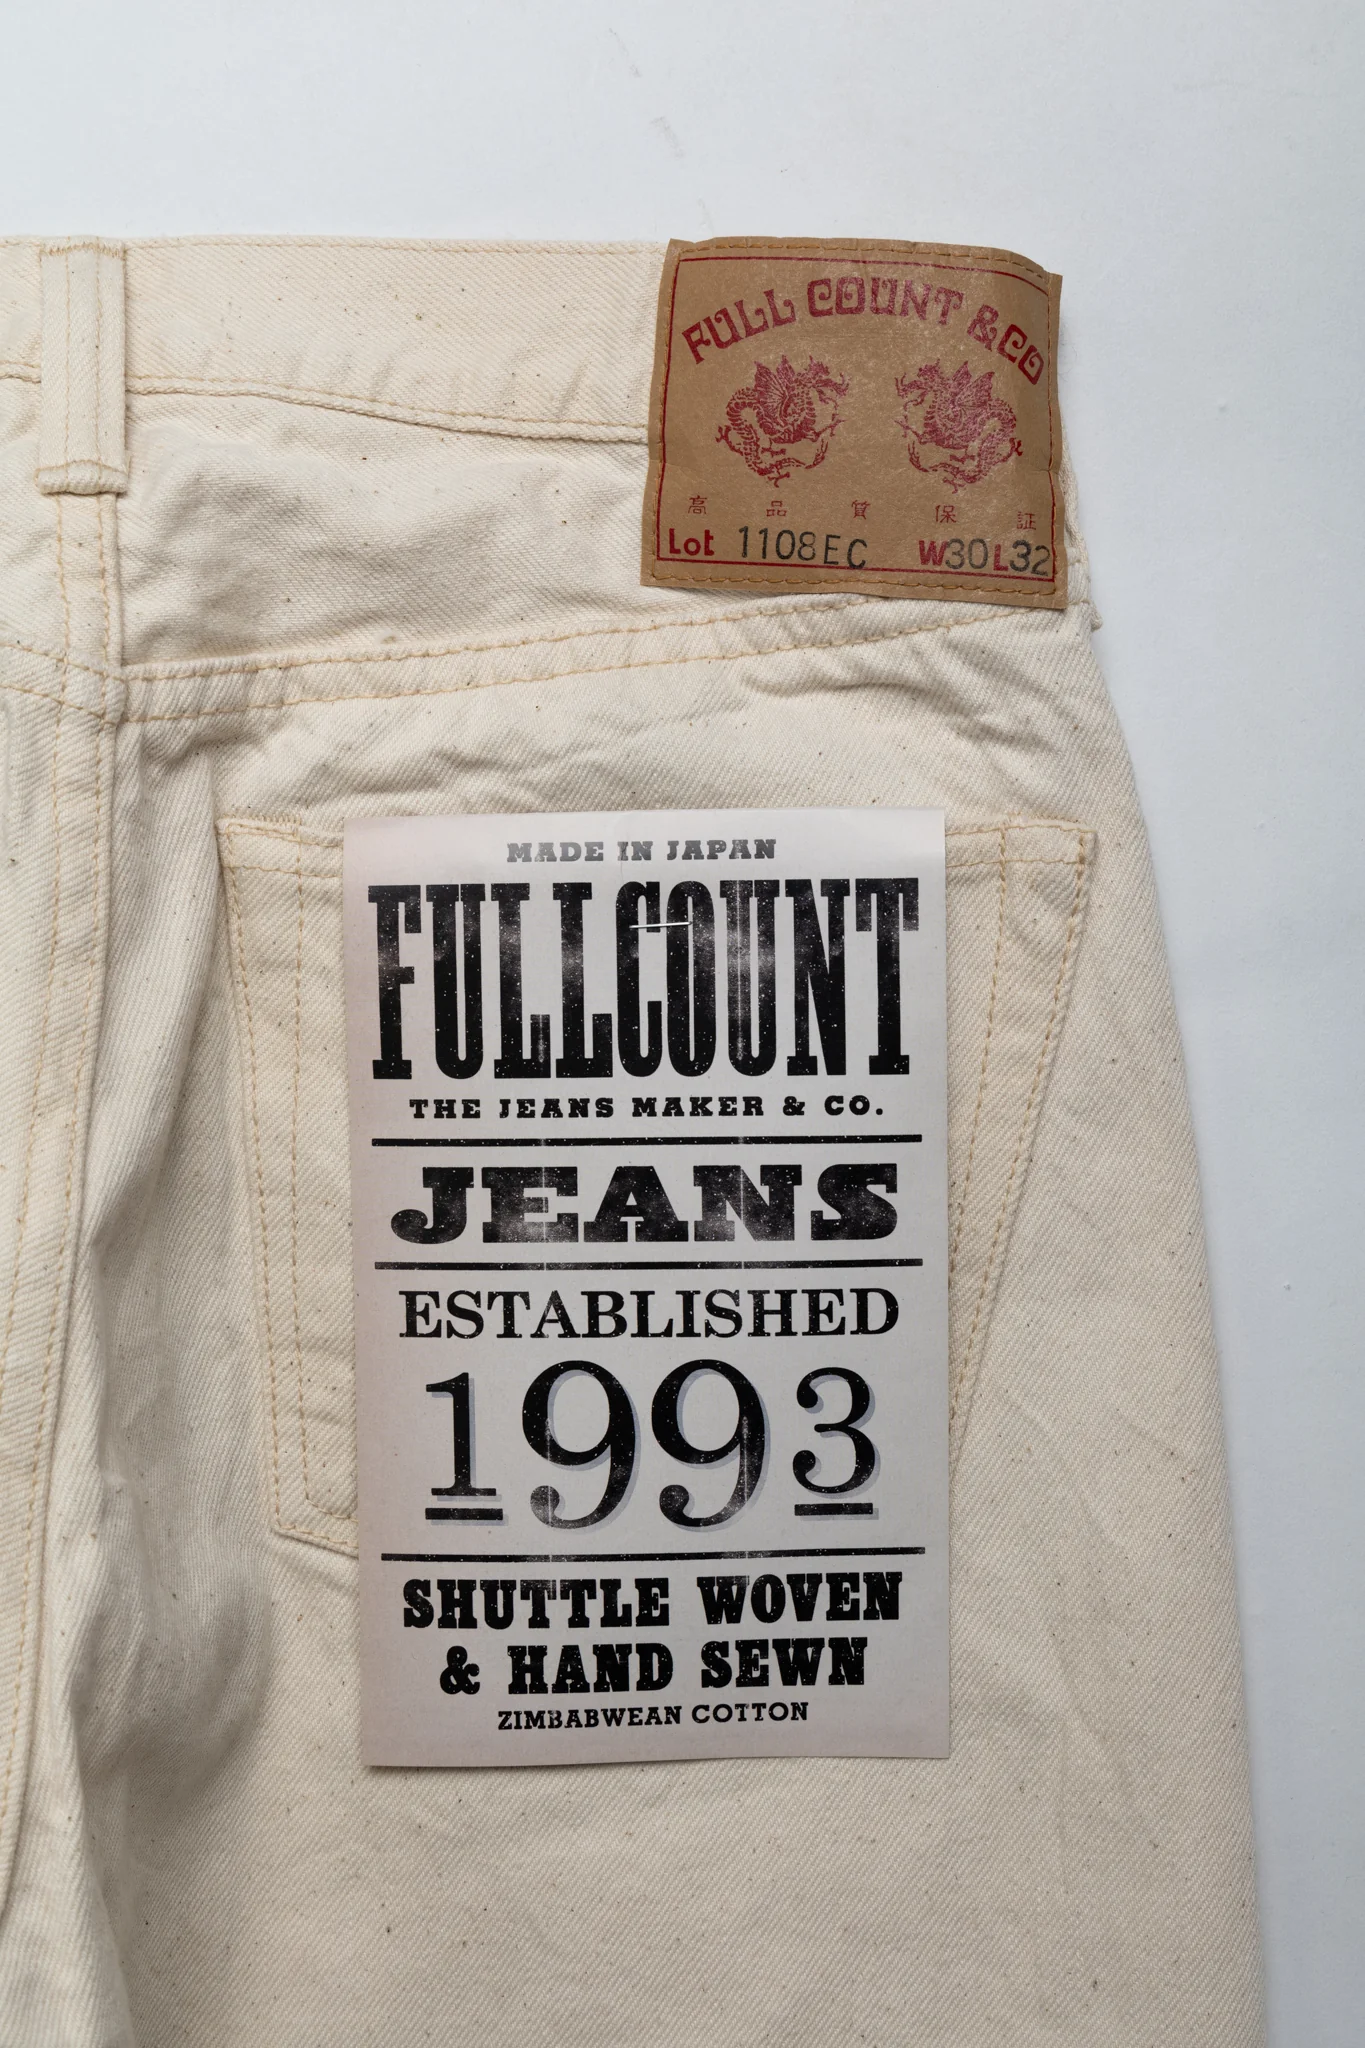 FULL COUNT & CO
高品質保証
Lot 1108EC W30L32
MADE IN JAPAN
FULLCOUNT
THE JEANS MAKER & CO.
JEANS
ESTABLISHED
1993
SHUTTLE WOVEN
& HAND SEWN
ZIMBABWEAN COTTON